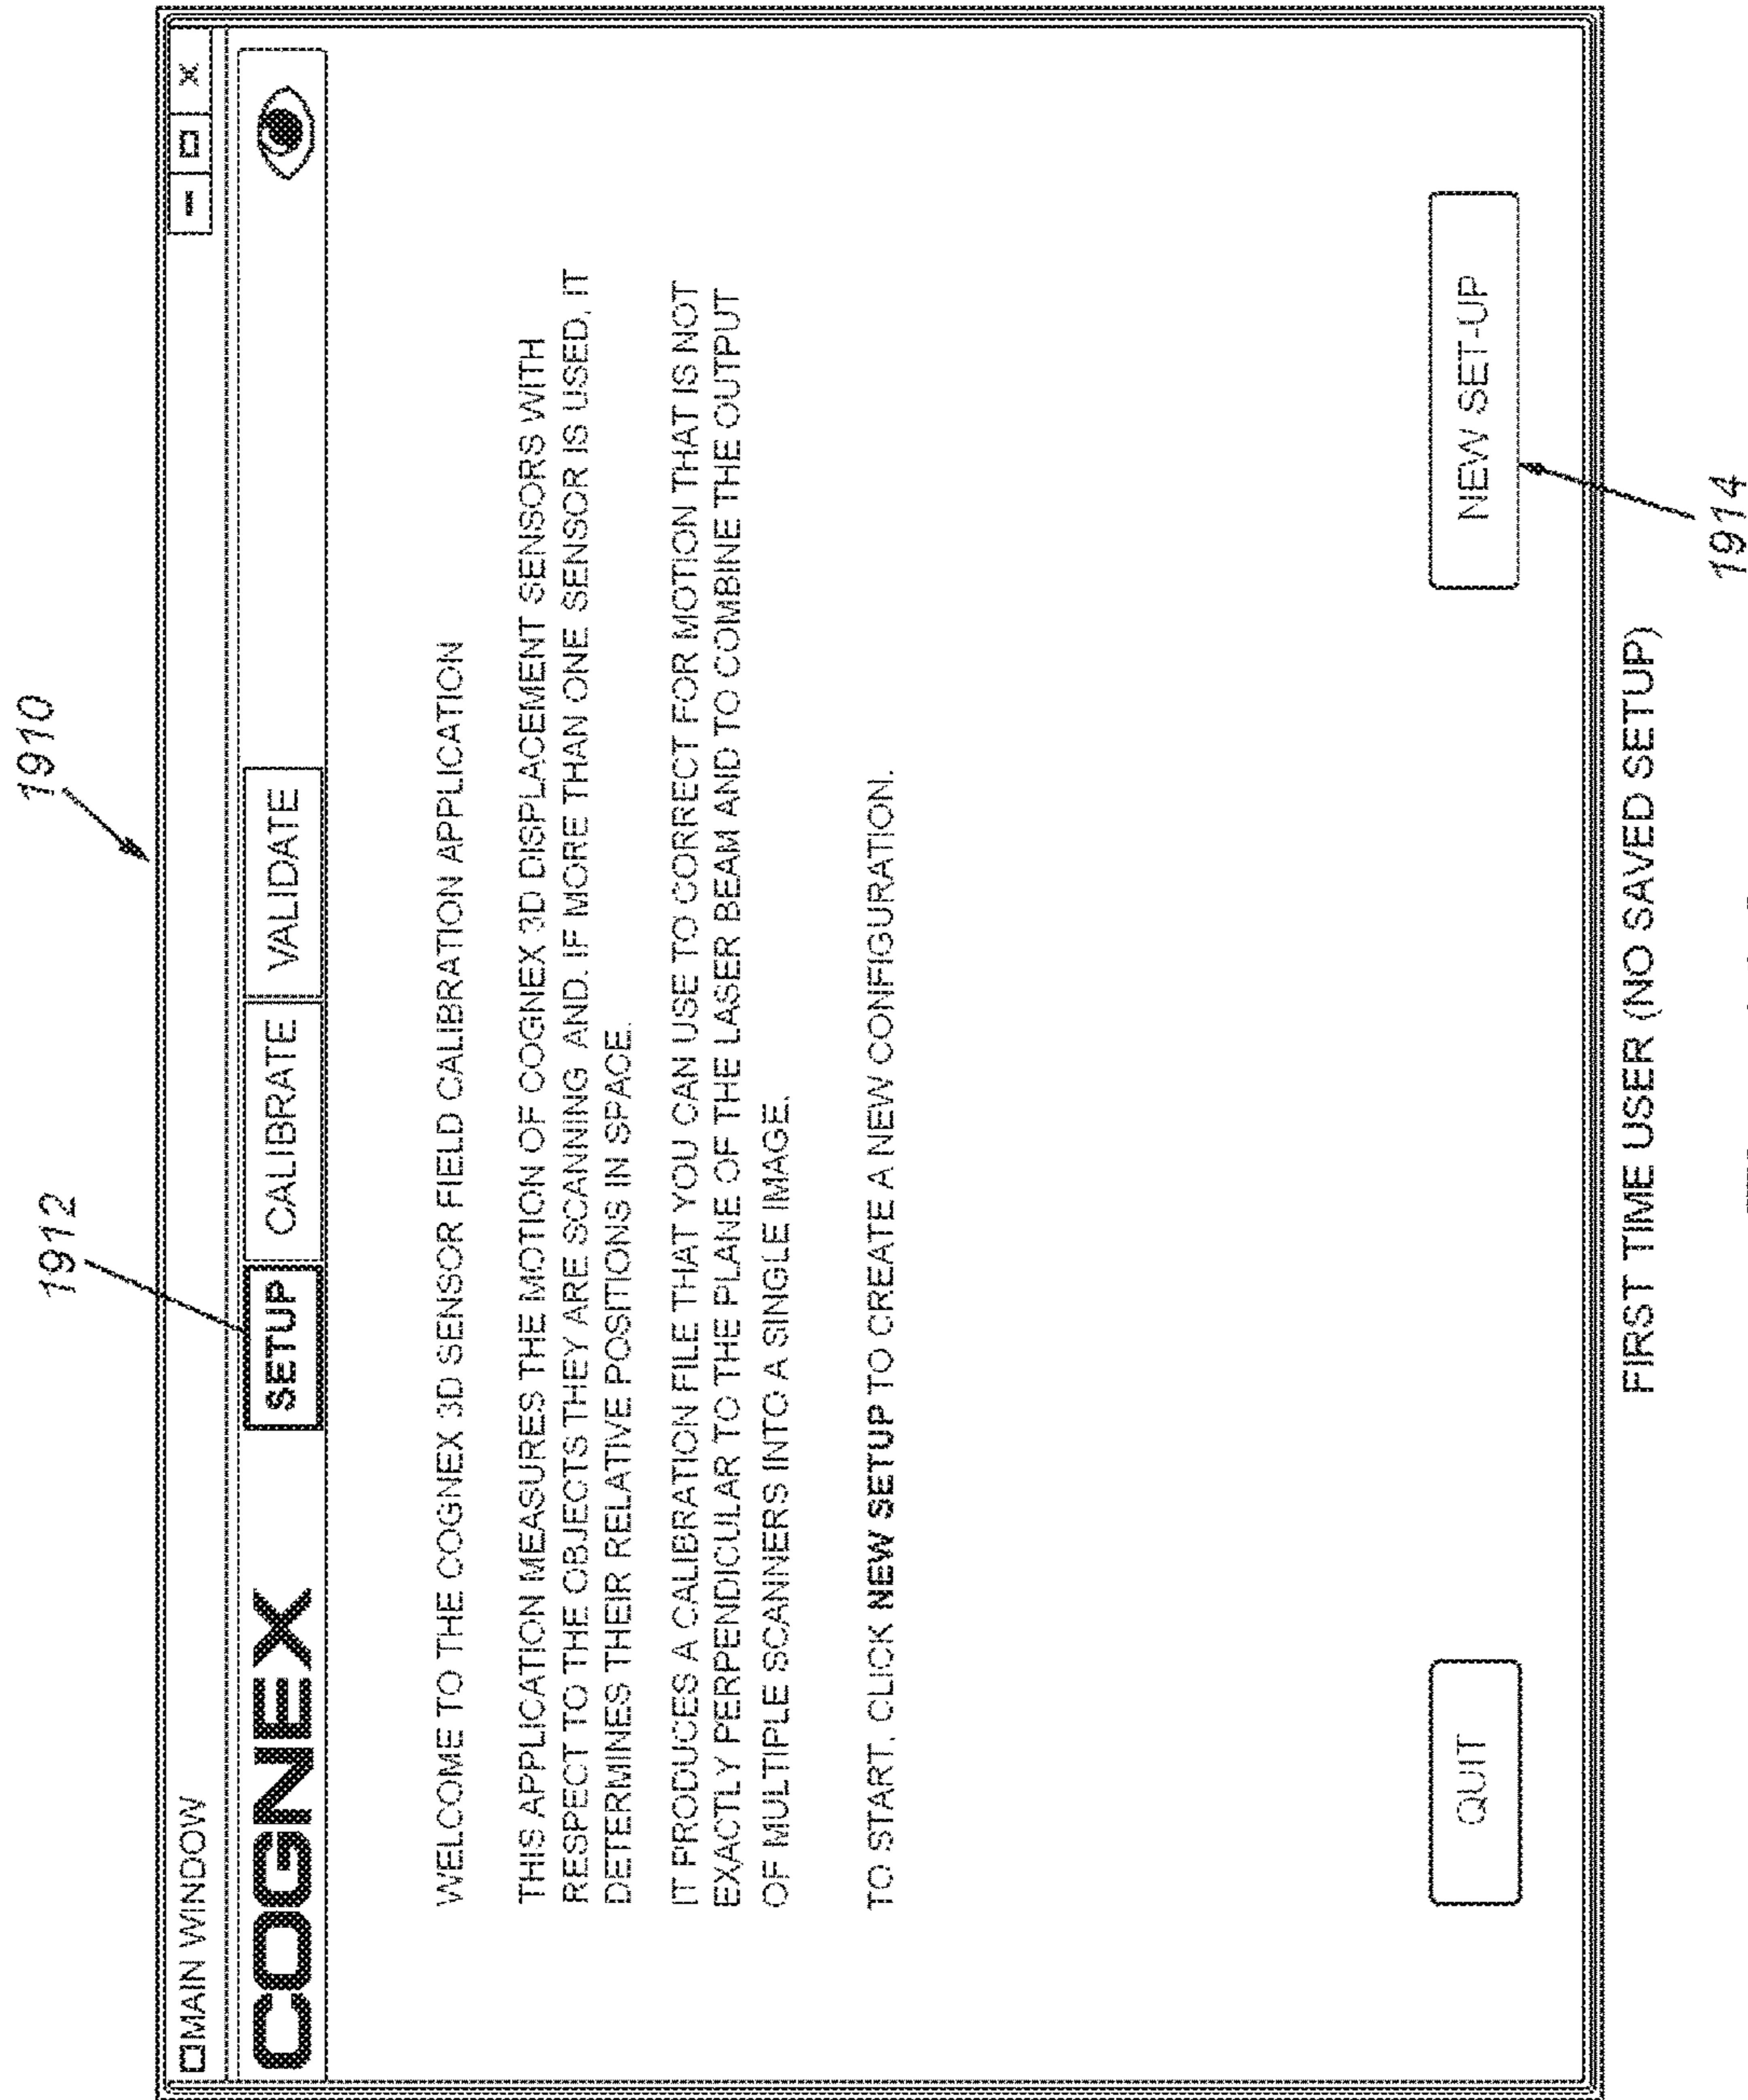 1910
1912
MAIN WINDOW
COGNEX SETUP CALIBRATE VALIDATE
WELCOME TO THE COGNEX 3D SENSOR FIELD CALIBRATION APPLICATION
THIS APPLICATION MEASURES THE MOTION OF COGNEX 3D DISPLACEMENT SENSORS WITH
RESPECT TO THE OBJECTS THEY ARE SCANNING AND. IF MORE THAN ONE SENSOR IS USED, IT
DETERMINES THEIR RELATIVE POSITIONS IN SPACE.
IT PRODUCES A CALIBRATION FILE THAT YOU CAN USE TO CORRECT FOR MOTION THAT IS NOT
EXACTLY PERPENDICULAR TO THE PLANE OF THE LASER BEAM AND TO COMBINE THE OUTPUT
OF MULTIPLE SCANNERS INTO A SINGLE IMAGE.
TO START, CLICK NEW SETUP TO CREATE A NEW CONFIGURATION.
QUIT NEW SET-UP
FIRST TIME USER (NO SAVED SETUP)
1914